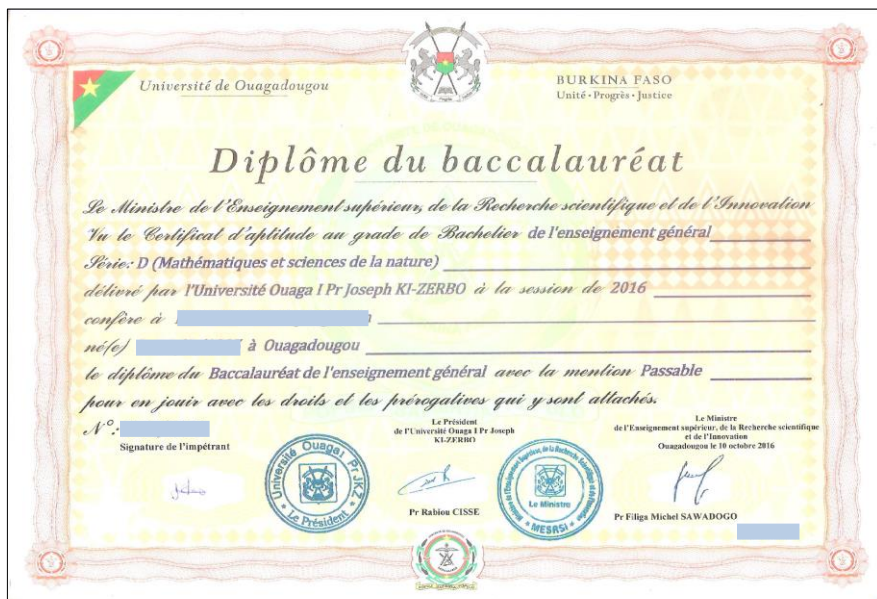 Université de Ouagadougou
BURKINA FASO
Unité - Progrès - Justice
Diplôme du baccalauréat
Le Ministre de l'Enseignement supérieur, de la Recherche scientifique et de l'Innovation
Vu le Certificat d'aptitude au grade de Bachelier de l'enseignement général
Série: D (Mathématiques et sciences de la nature)
délivré par l'Université Ouaga I Pr Joseph KI-ZERBO à la session de 2016
confère à
né(e) à Ouagadougou
le diplôme du Baccalauréat de l'enseignement général avec la mention Passable
pour en jouir avec les droits et les prérogatives qui y sont attachés.
N°:
Signature de l'impétrant
Le Président
de l'Université Ouaga I Pr Joseph
KI-ZERBO
Le Ministre
de l'Enseignement supérieur, de la Recherche scientifique
et de l'Innovation
Ouagadougou le 10 octobre 2016
Université Ouaga I Pr JKZ
Le Président
Pr Rabiou CISSE
Le Ministre
MESRSI
Pr Filiga Michel SAWADOGO